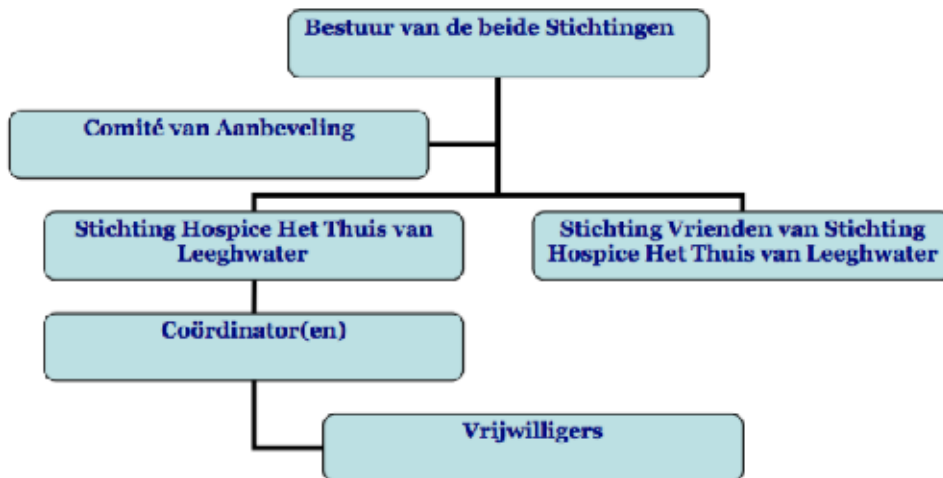 Bestuur van de beide Stichtingen
Comité van Aanbeveling
Stichting Hospice Het Thuis van
Leeghwater
Stichting Vrienden van Stichting
Hospice Het Thuis van Leeghwater
Coördinator(en)
Vrijwilligers